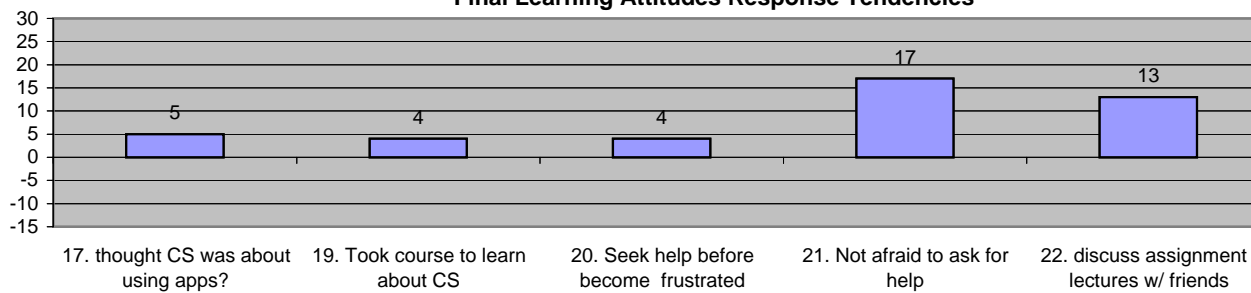 Final Learning Attitudes Response Tendencies
30
25
20
15
10
5
0
-5
-10
-15
5
4
4
17
13
17. thought CS was about
using apps?
19. Took course to learn
about CS
20. Seek help before
become frustrated
21. Not afraid to ask for
help
22. discuss assignment
lectures w/ friends